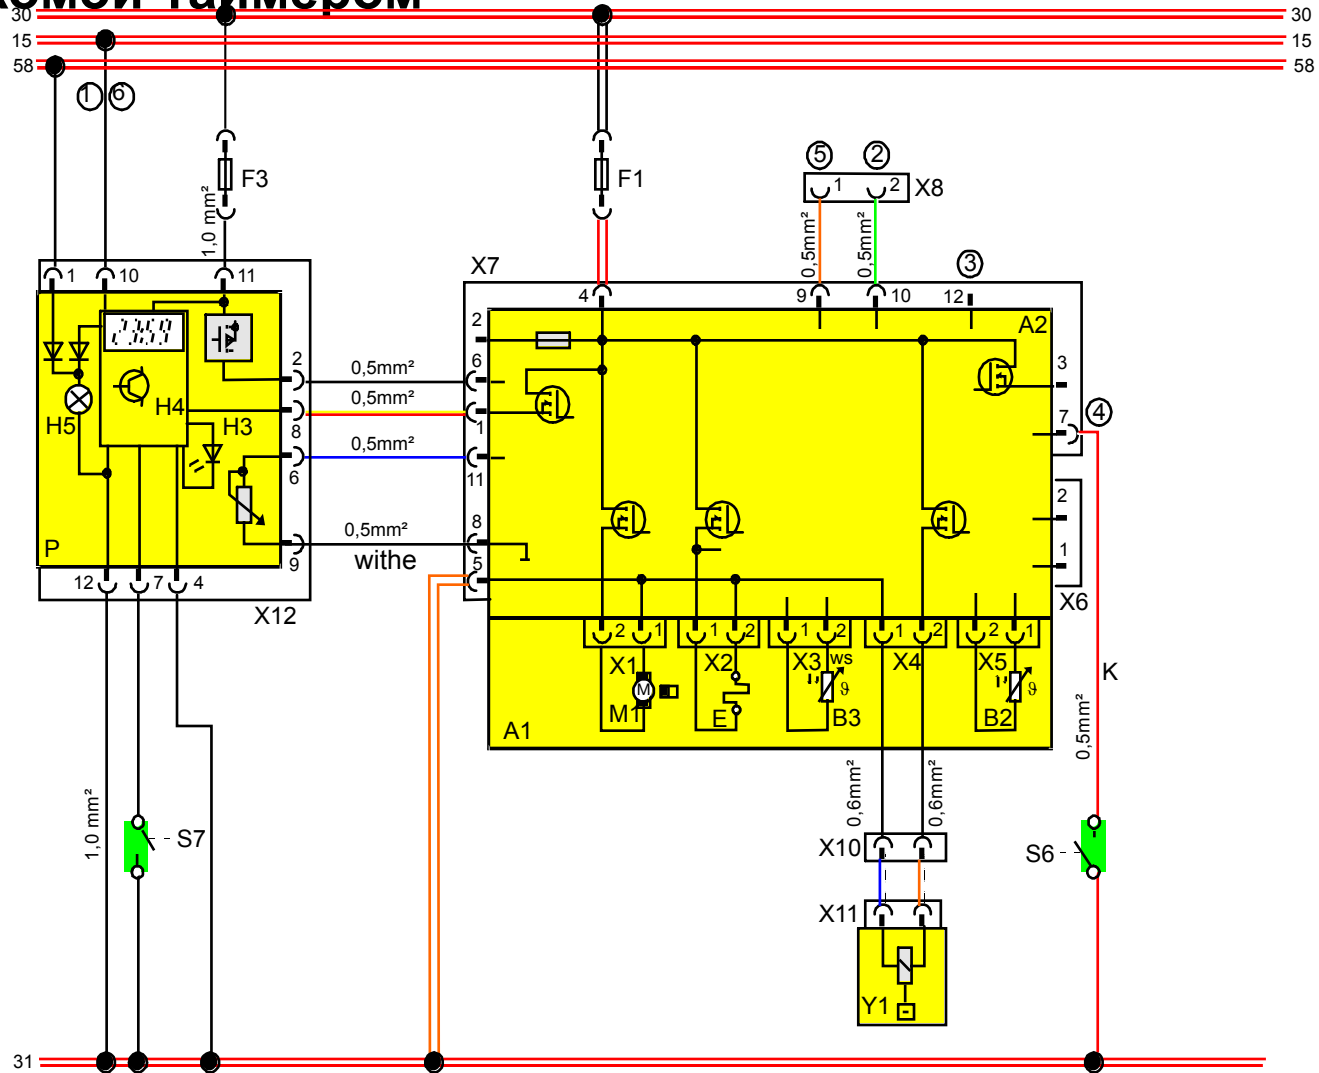 комби таймером
30 30
15 15
58 58
1 6
5 2
F3 F1
1 2 X8
1,0 mm²
0,5mm² 0,5mm²
X7
3
1 10 11
4 9 10 12
2 A2
23:59
2 6 3
0,5mm²
0,5mm²
H4 H3 H5
8 1 7 4
0,5mm²
6 11
2
0,5mm² 8
withe
P 9 5 1
12 7 4
X12 X6
2 1 1 2 1 2 1 2 2 1
X1 X2 X3 ws X4 X5
M K
M1 E B3 B2
ϑ ϑ
A1
0,5mm²
1,0 mm² 0,6mm² 0,6mm²
S7 X10 S6
X11
Y1
31